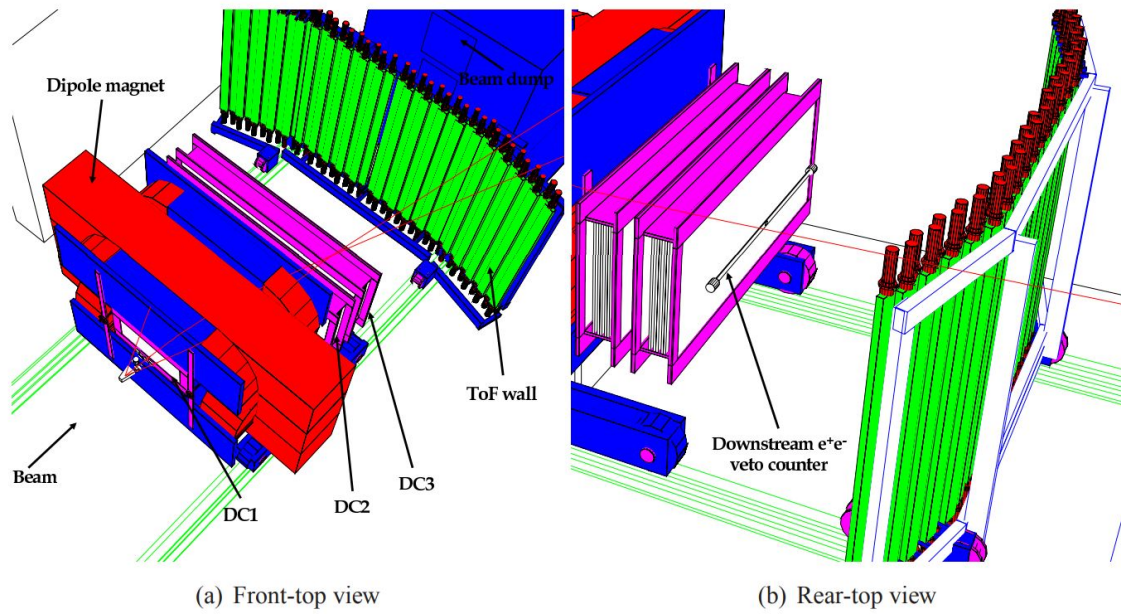 Dipole magnet
Beam dump
ToF wall
Beam
DC1
DC2
DC3
Downstream e⁺e⁻
veto counter
(a) Front-top view
(b) Rear-top view